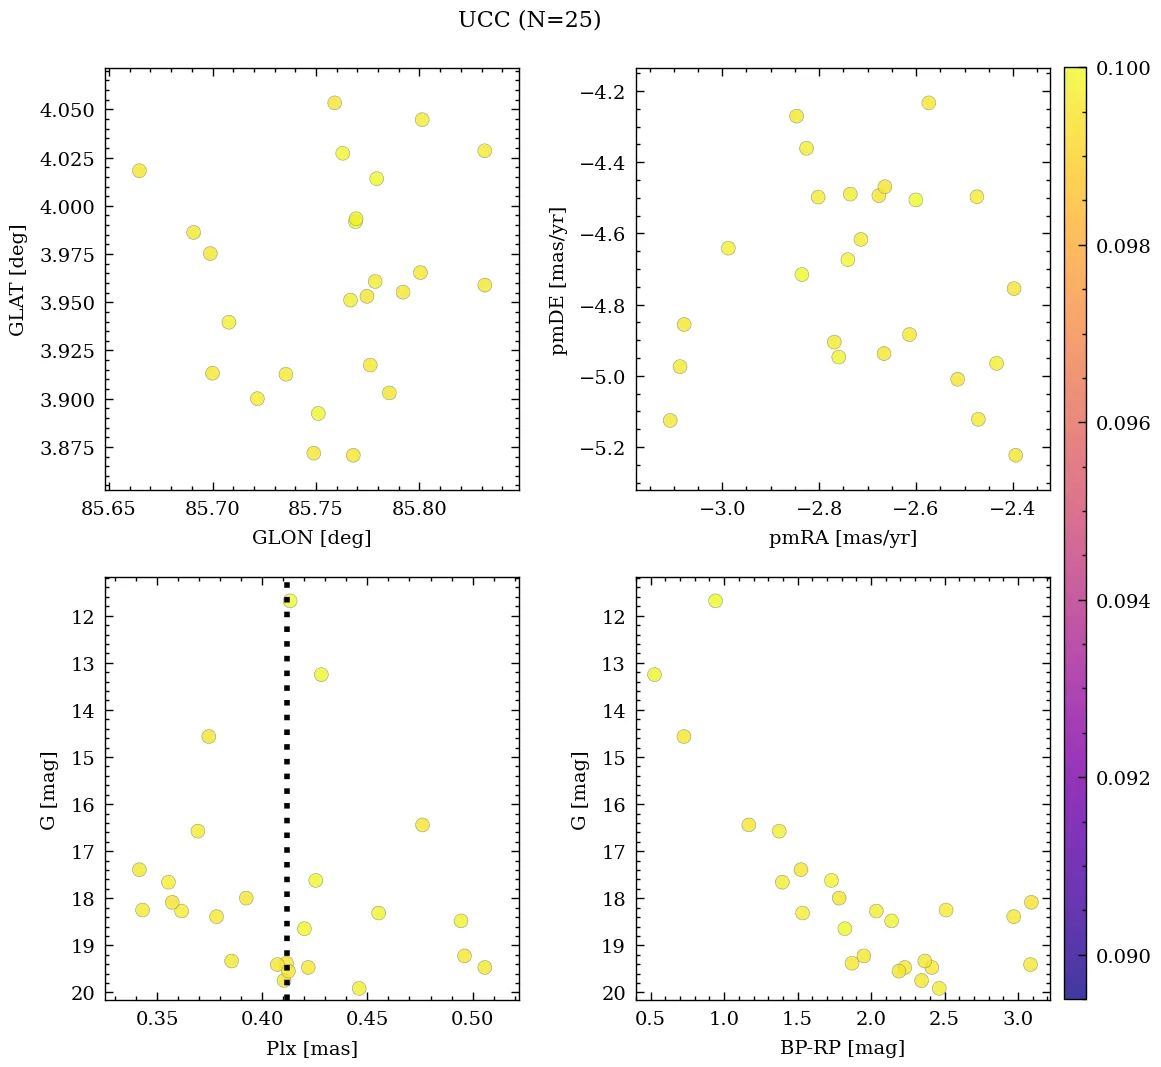 UCC (N=25)
4.050
4.025
4.000
3.975
3.950
3.925
3.900
3.875
GLAT [deg]
85.65 85.70 85.75 85.80
GLON [deg]
−4.2
−4.4
−4.6
−4.8
−5.0
−5.2
pmDE [mas/yr]
−3.0 −2.8 −2.6 −2.4
pmRA [mas/yr]
0.100
0.098
0.096
0.094
0.092
0.090
12
13
14
15
16
17
18
19
20
G [mag]
0.35 0.40 0.45 0.50
Plx [mas]
12
13
14
15
16
17
18
19
20
G [mag]
0.5 1.0 1.5 2.0 2.5 3.0
BP-RP [mag]